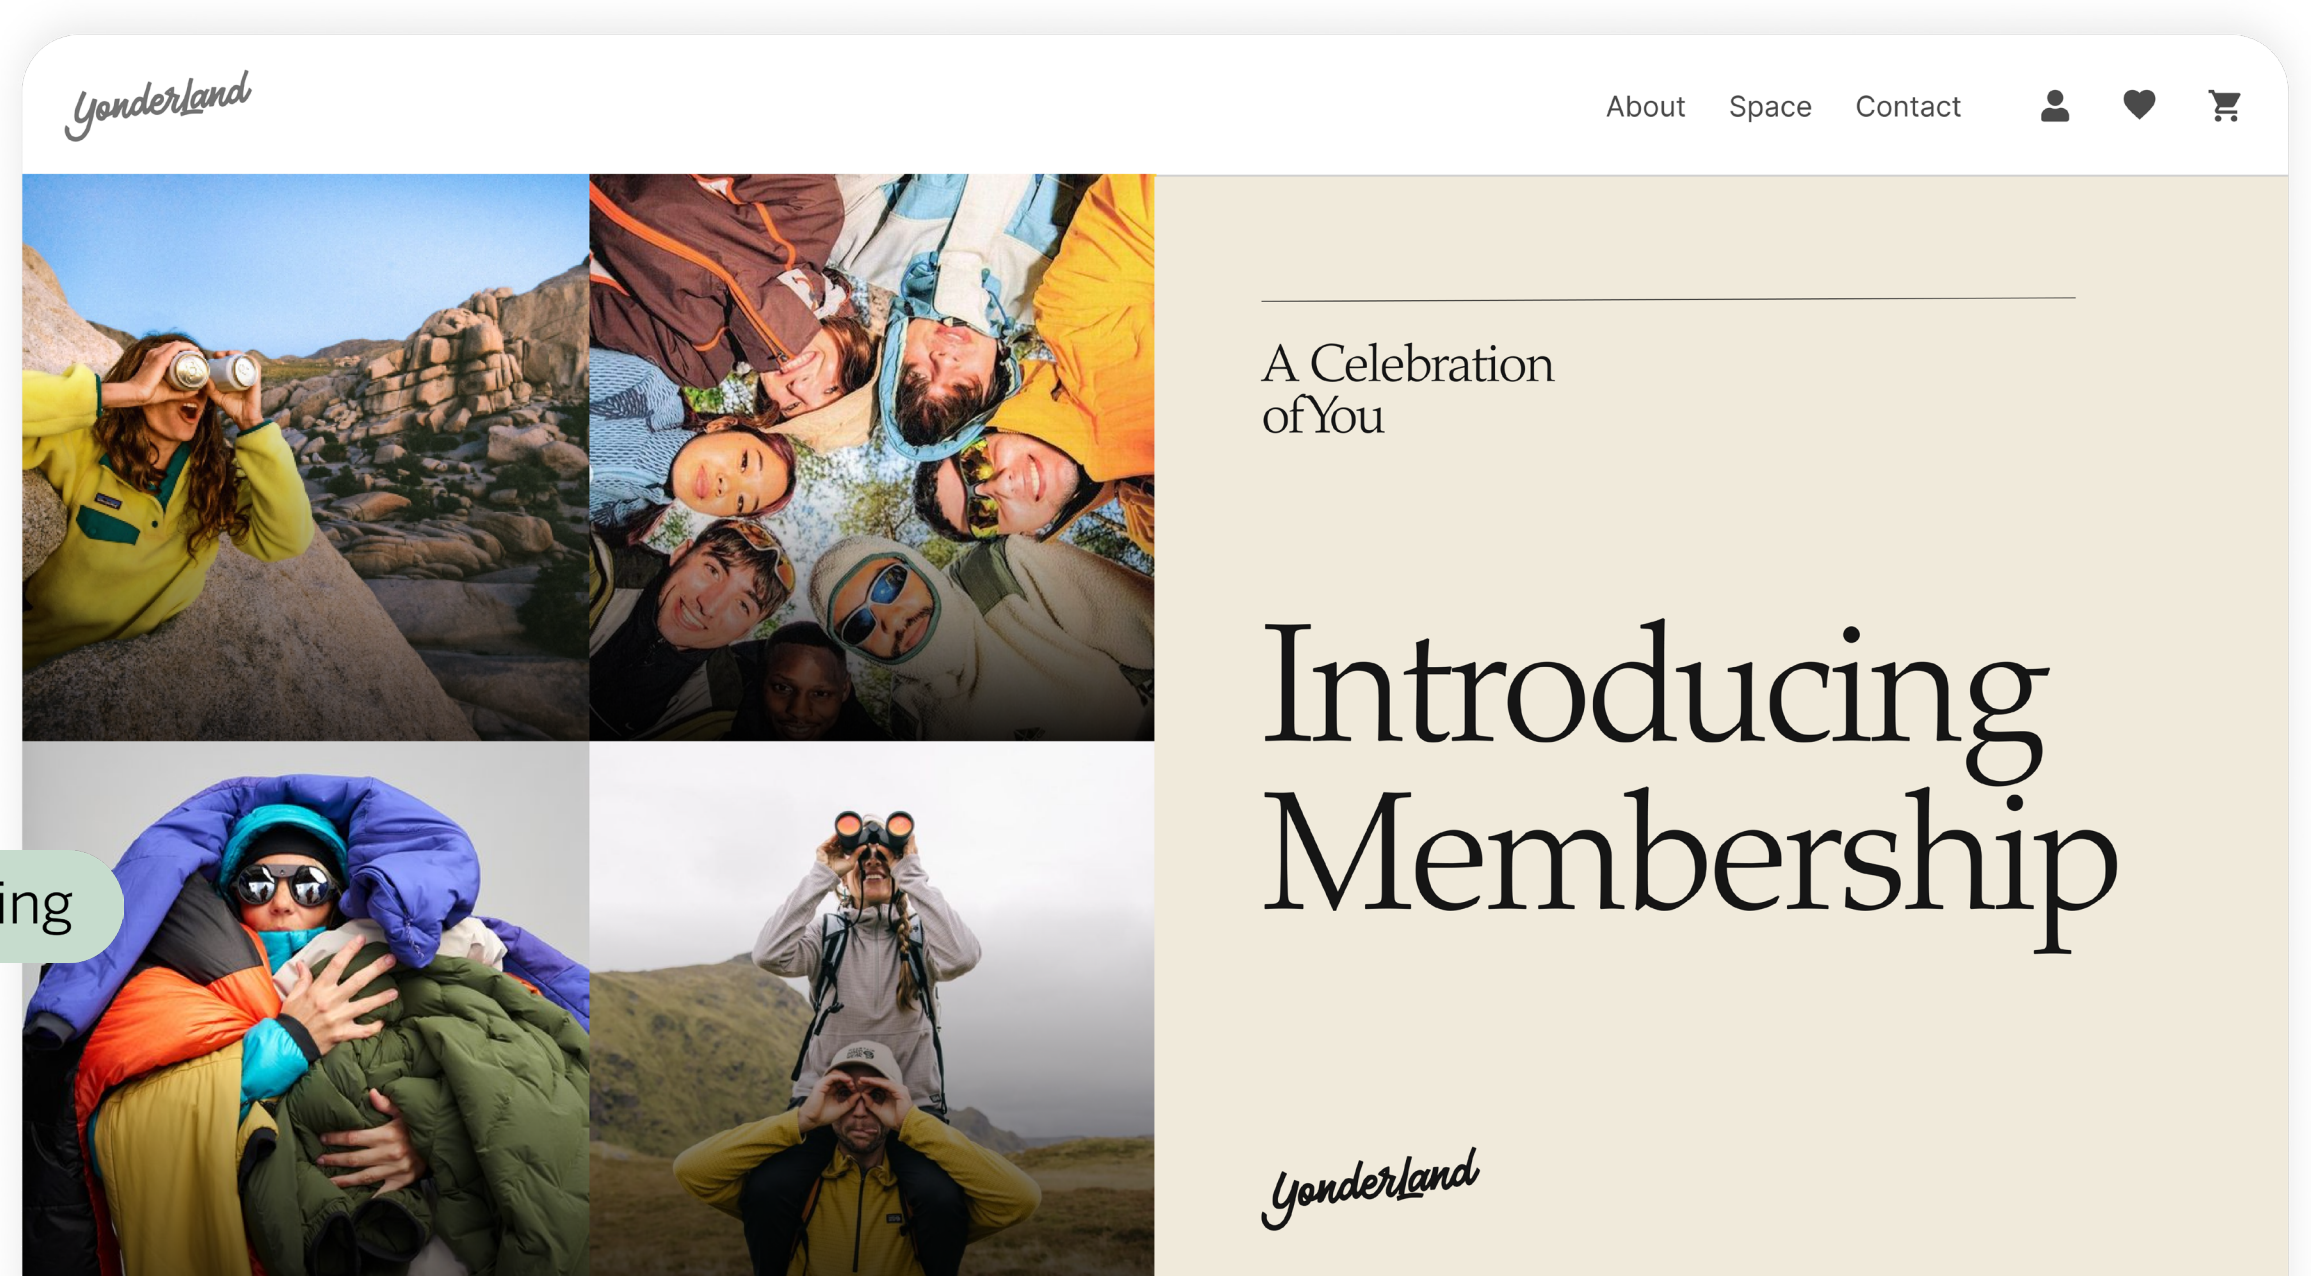 Yonderland
About Space Contact
A Celebration
of You
Introducing
Membership
ing
Yonderland